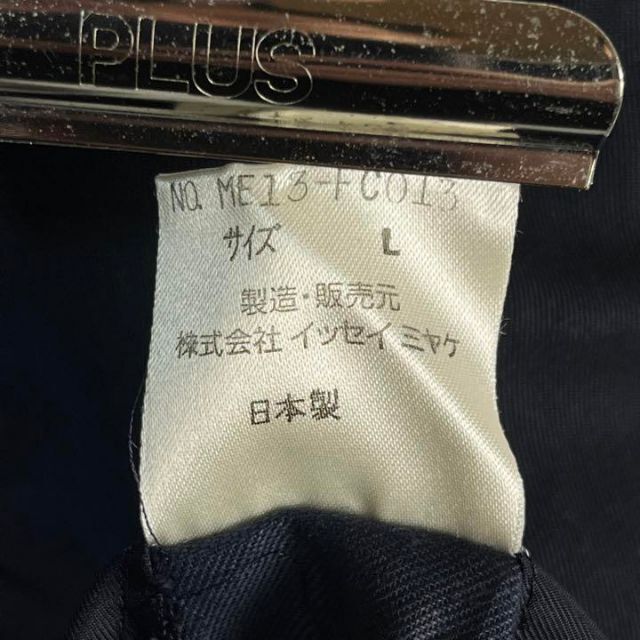 PLUS
NO. ME13-FC013
サイズ L
製造・販売元
株式会社 イッセイ ミヤケ
日本製